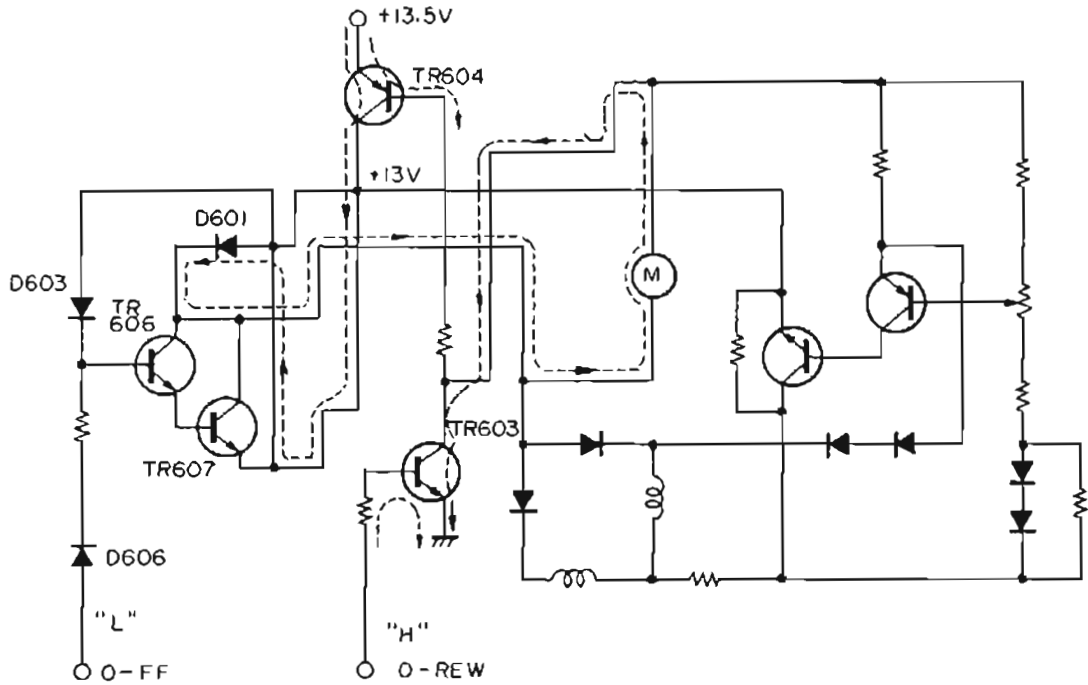 +13.5V
TR604
+13V
D601
D603
TR
606
M
TR603
TR607
D606
"L"
"H"
O-FF
O-REW